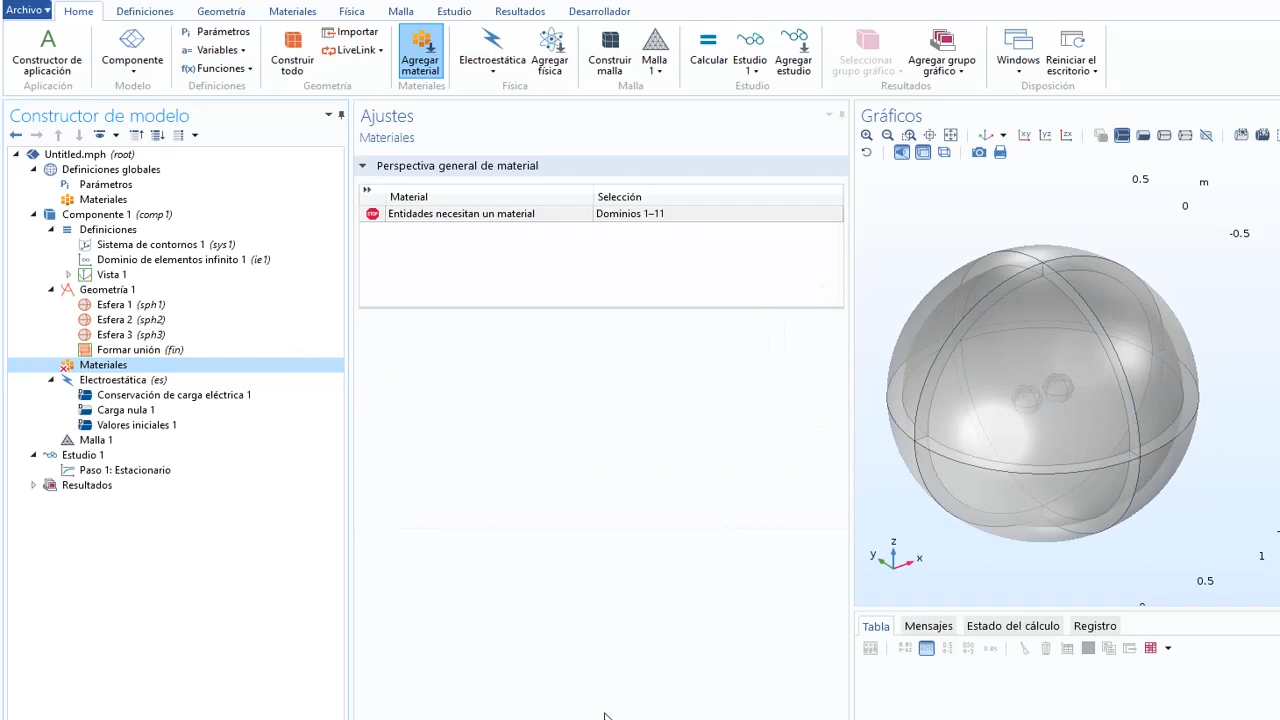 Archivo
Home
Definiciones
Geometría
Materiales
Física
Malla
Estudio
Resultados
Desarrollador
Constructor de aplicación
Aplicación
Componente
Modelo
Parámetros
a= Variables
f(x) Funciones
Definiciones
Construir todo
Importar
LiveLink
Geometría
Agregar material
Materiales
Electroestática
Agregar física
Física
Construir malla
Malla 1
Malla
Calcular
Estudio 1
Agregar estudio
Estudio
Seleccionar grupo gráfico
Agregar grupo gráfico
Resultados
Windows
Reiniciar el escritorio
Disposición
Constructor de modelo
Untitled.mph (root)
Definiciones globales
Pi Parámetros
Materiales
Componente 1 (comp1)
Definiciones
Sistema de contornos 1 (sys1)
Dominio de elementos infinito 1 (ie1)
Vista 1
Geometría 1
Esfera 1 (sph1)
Esfera 2 (sph2)
Esfera 3 (sph3)
Formar unión (fin)
Materiales
Electroestática (es)
Conservación de carga eléctrica 1
Carga nula 1
Valores iniciales 1
Malla 1
Estudio 1
Paso 1: Estacionario
Resultados
Ajustes
Materiales
Perspectiva general de material
Material Selección
STOP Entidades necesitan un material Dominios 1–11
Gráficos
xy yz zx
0.5 m
0
-0.5
z
y x
1
0.5
Tabla Mensajes Estado del cálculo Registro